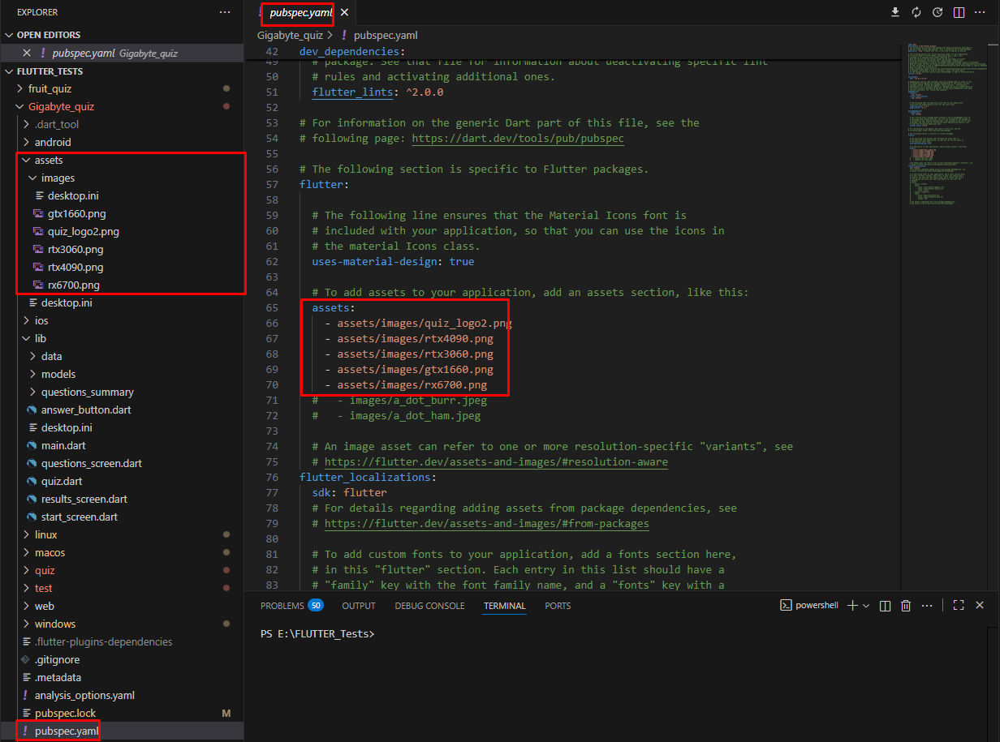 EXPLORER
OPEN EDITORS
pubspec.yaml Gigabyte_quiz
FLUTTER_TESTS
fruit_quiz
Gigabyte_quiz
.dart_tool
android
assets
images
desktop.ini
gtx1660.png
quiz_logo2.png
rtx3060.png
rtx4090.png
rx6700.png
desktop.ini
ios
lib
data
models
questions_summary
answer_button.dart
desktop.ini
main.dart
questions_screen.dart
quiz.dart
results_screen.dart
start_screen.dart
linux
macos
quiz
test
web
windows
.flutter-plugins-dependencies
.gitignore
.metadata
analysis_options.yaml
pubspec.lock M
pubspec.yaml
pubspec.yaml
Gigabyte_quiz > ! pubspec.yaml
42 dev_dependencies:
49 # package. See that file for information about deactivating specific lint
50 # rules and activating additional ones.
51 flutter_lints: ^2.0.0
52
53 # For information on the generic Dart part of this file, see the
54 # following page: https://dart.dev/tools/pub/pubspec
55
56 # The following section is specific to Flutter packages.
57 flutter:
58
59 # The following line ensures that the Material Icons font is
60 # included with your application, so that you can use the icons in
61 # the material Icons class.
62 uses-material-design: true
63
64 # To add assets to your application, add an assets section, like this:
65 assets:
66 - assets/images/quiz_logo2.png
67 - assets/images/rtx4090.png
68 - assets/images/rtx3060.png
69 - assets/images/gtx1660.png
70 - assets/images/rx6700.png
71 # - images/a_dot_burr.jpeg
72 # - images/a_dot_ham.jpeg
73
74 # An image asset can refer to one or more resolution-specific "variants", see
75 # https://flutter.dev/assets-and-images/#resolution-aware
76 flutter_localizations:
77 sdk: flutter
78 # For details regarding adding assets from package dependencies, see
79 # https://flutter.dev/assets-and-images/#from-packages
80
81 # To add custom fonts to your application, add a fonts section here,
82 # in this "flutter" section. Each entry in this list should have a
83 # "family" key with the font family name, and a "fonts" key with a
PROBLEMS 50 OUTPUT DEBUG CONSOLE TERMINAL PORTS powershell
PS E:\FLUTTER_Tests>